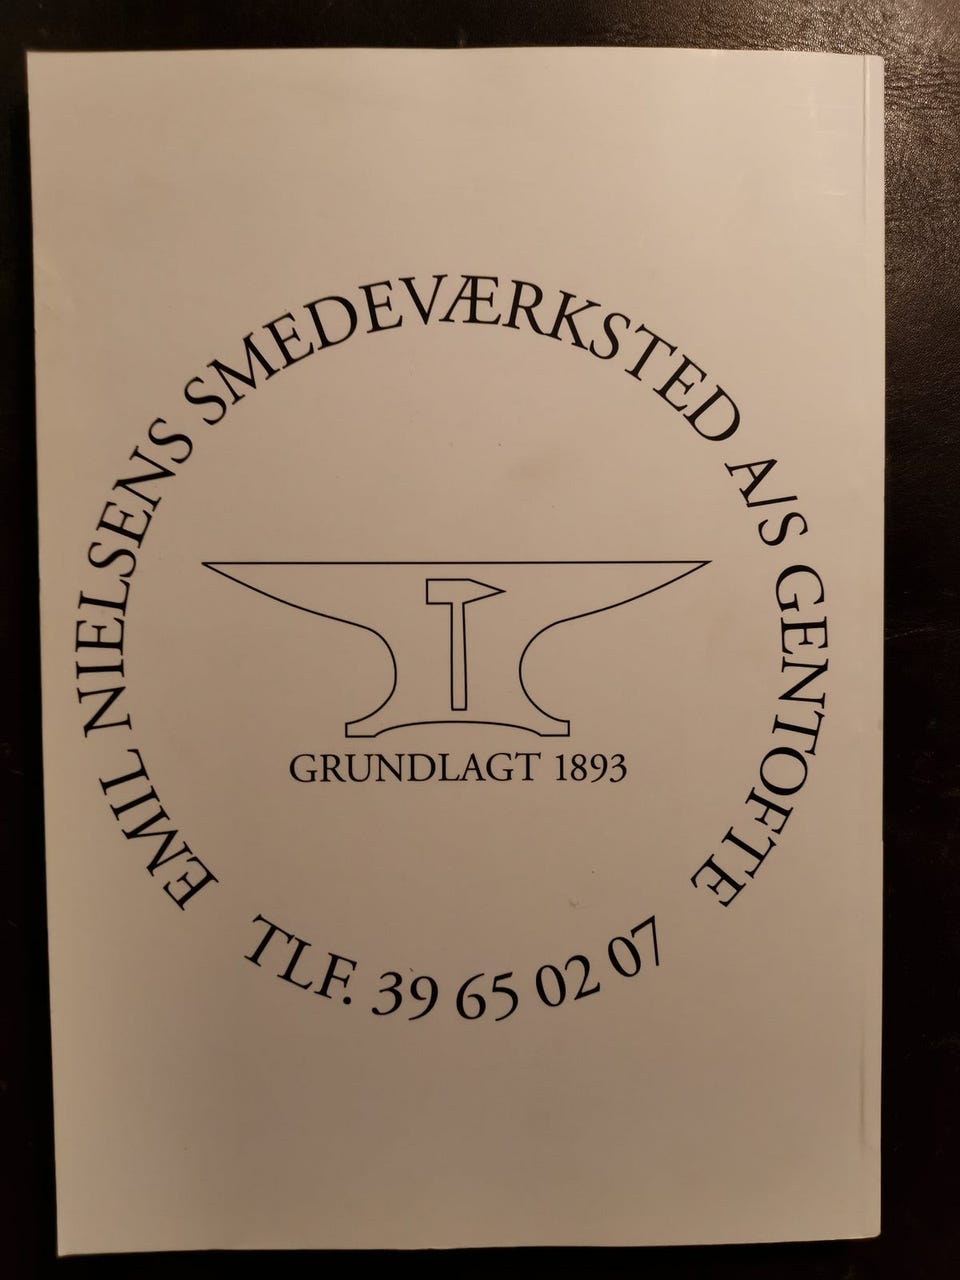 EMIL NIELSENS SMEDEVÆRKSTED A/S GENTOFTE
GRUNDLAGT 1893
TLF. 39 65 02 07